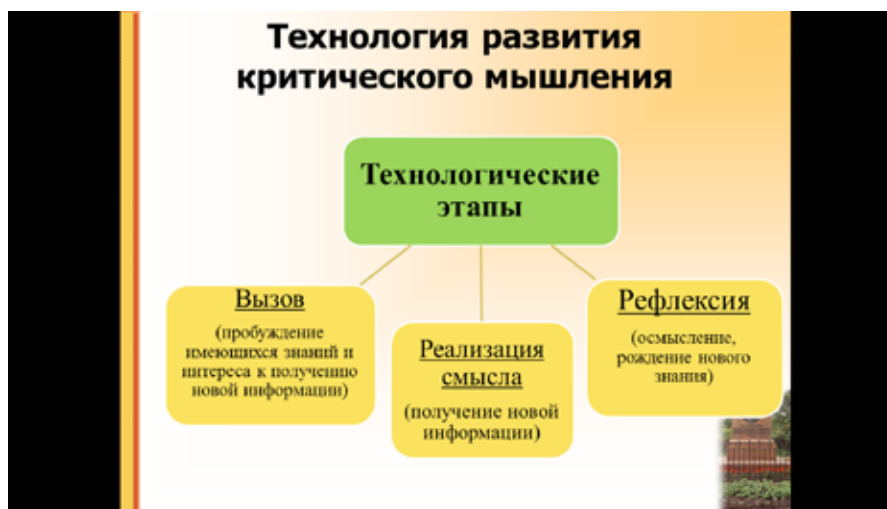 Технология развития
критического мышления
Технологические
этапы
Вызов
(пробуждение
имеющихся знаний и
интереса к получению
новой информации)
Реализация
смысла
(получение новой
информации)
Рефлексия
(осмысление,
рождение нового
знания)